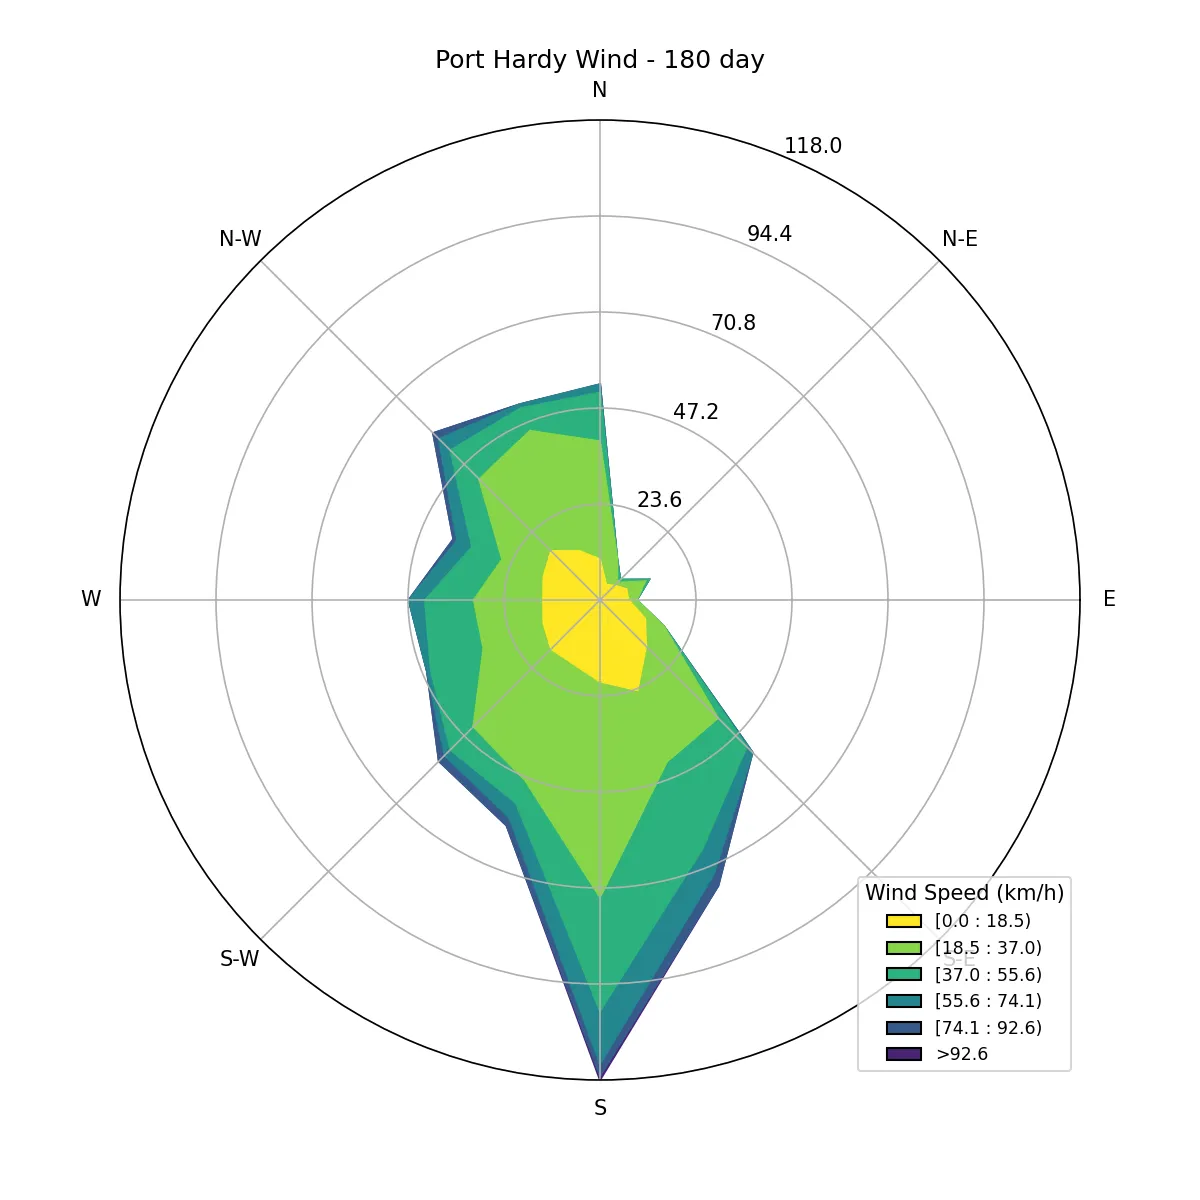 Port Hardy Wind - 180 day
N
118.0
N-W
94.4
N-E
70.8
47.2
23.6
W
E
Wind Speed (km/h)
[0.0 : 18.5)
[18.5 : 37.0)
S-W
S-E
[37.0 : 55.6)
[55.6 : 74.1)
[74.1 : 92.6)
>92.6
S